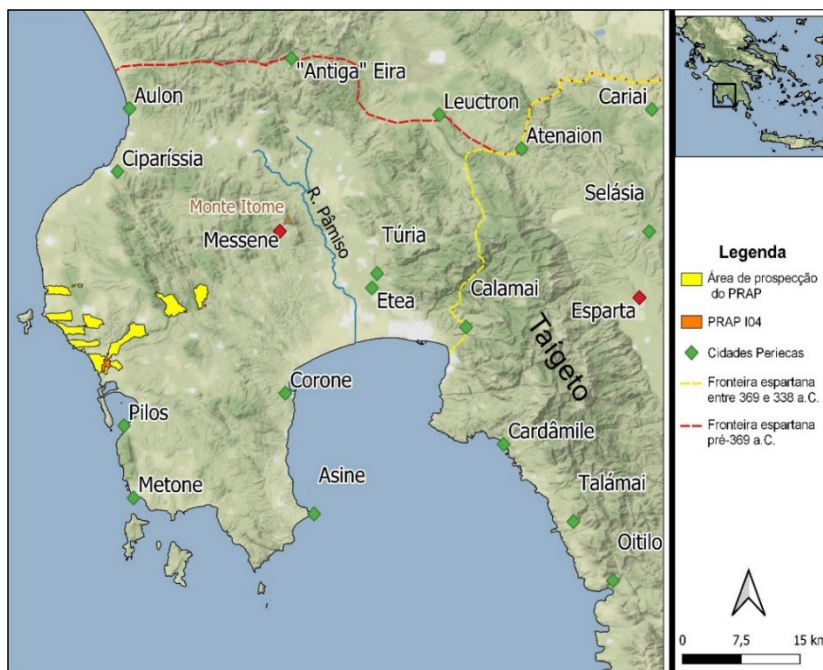 "Antiga" Eira
Aulon
Leuctron
Cariai
Atenaion
Ciparíssia
Selásia
Monte Itome
R. Pâmiso
Messene
Túria
Etea
Calamai
Esparta
Taígeto
Corone
Pilos
Cardâmile
Metone
Asine
Talámai
Oitilo
Legenda
Área de prospecção
do PRAP
PRAP I04
Cidades Periecas
Fronteira espartana
entre 369 e 338 a.C.
Fronteira espartana
pré-369 a.C.
0 7,5 15 km